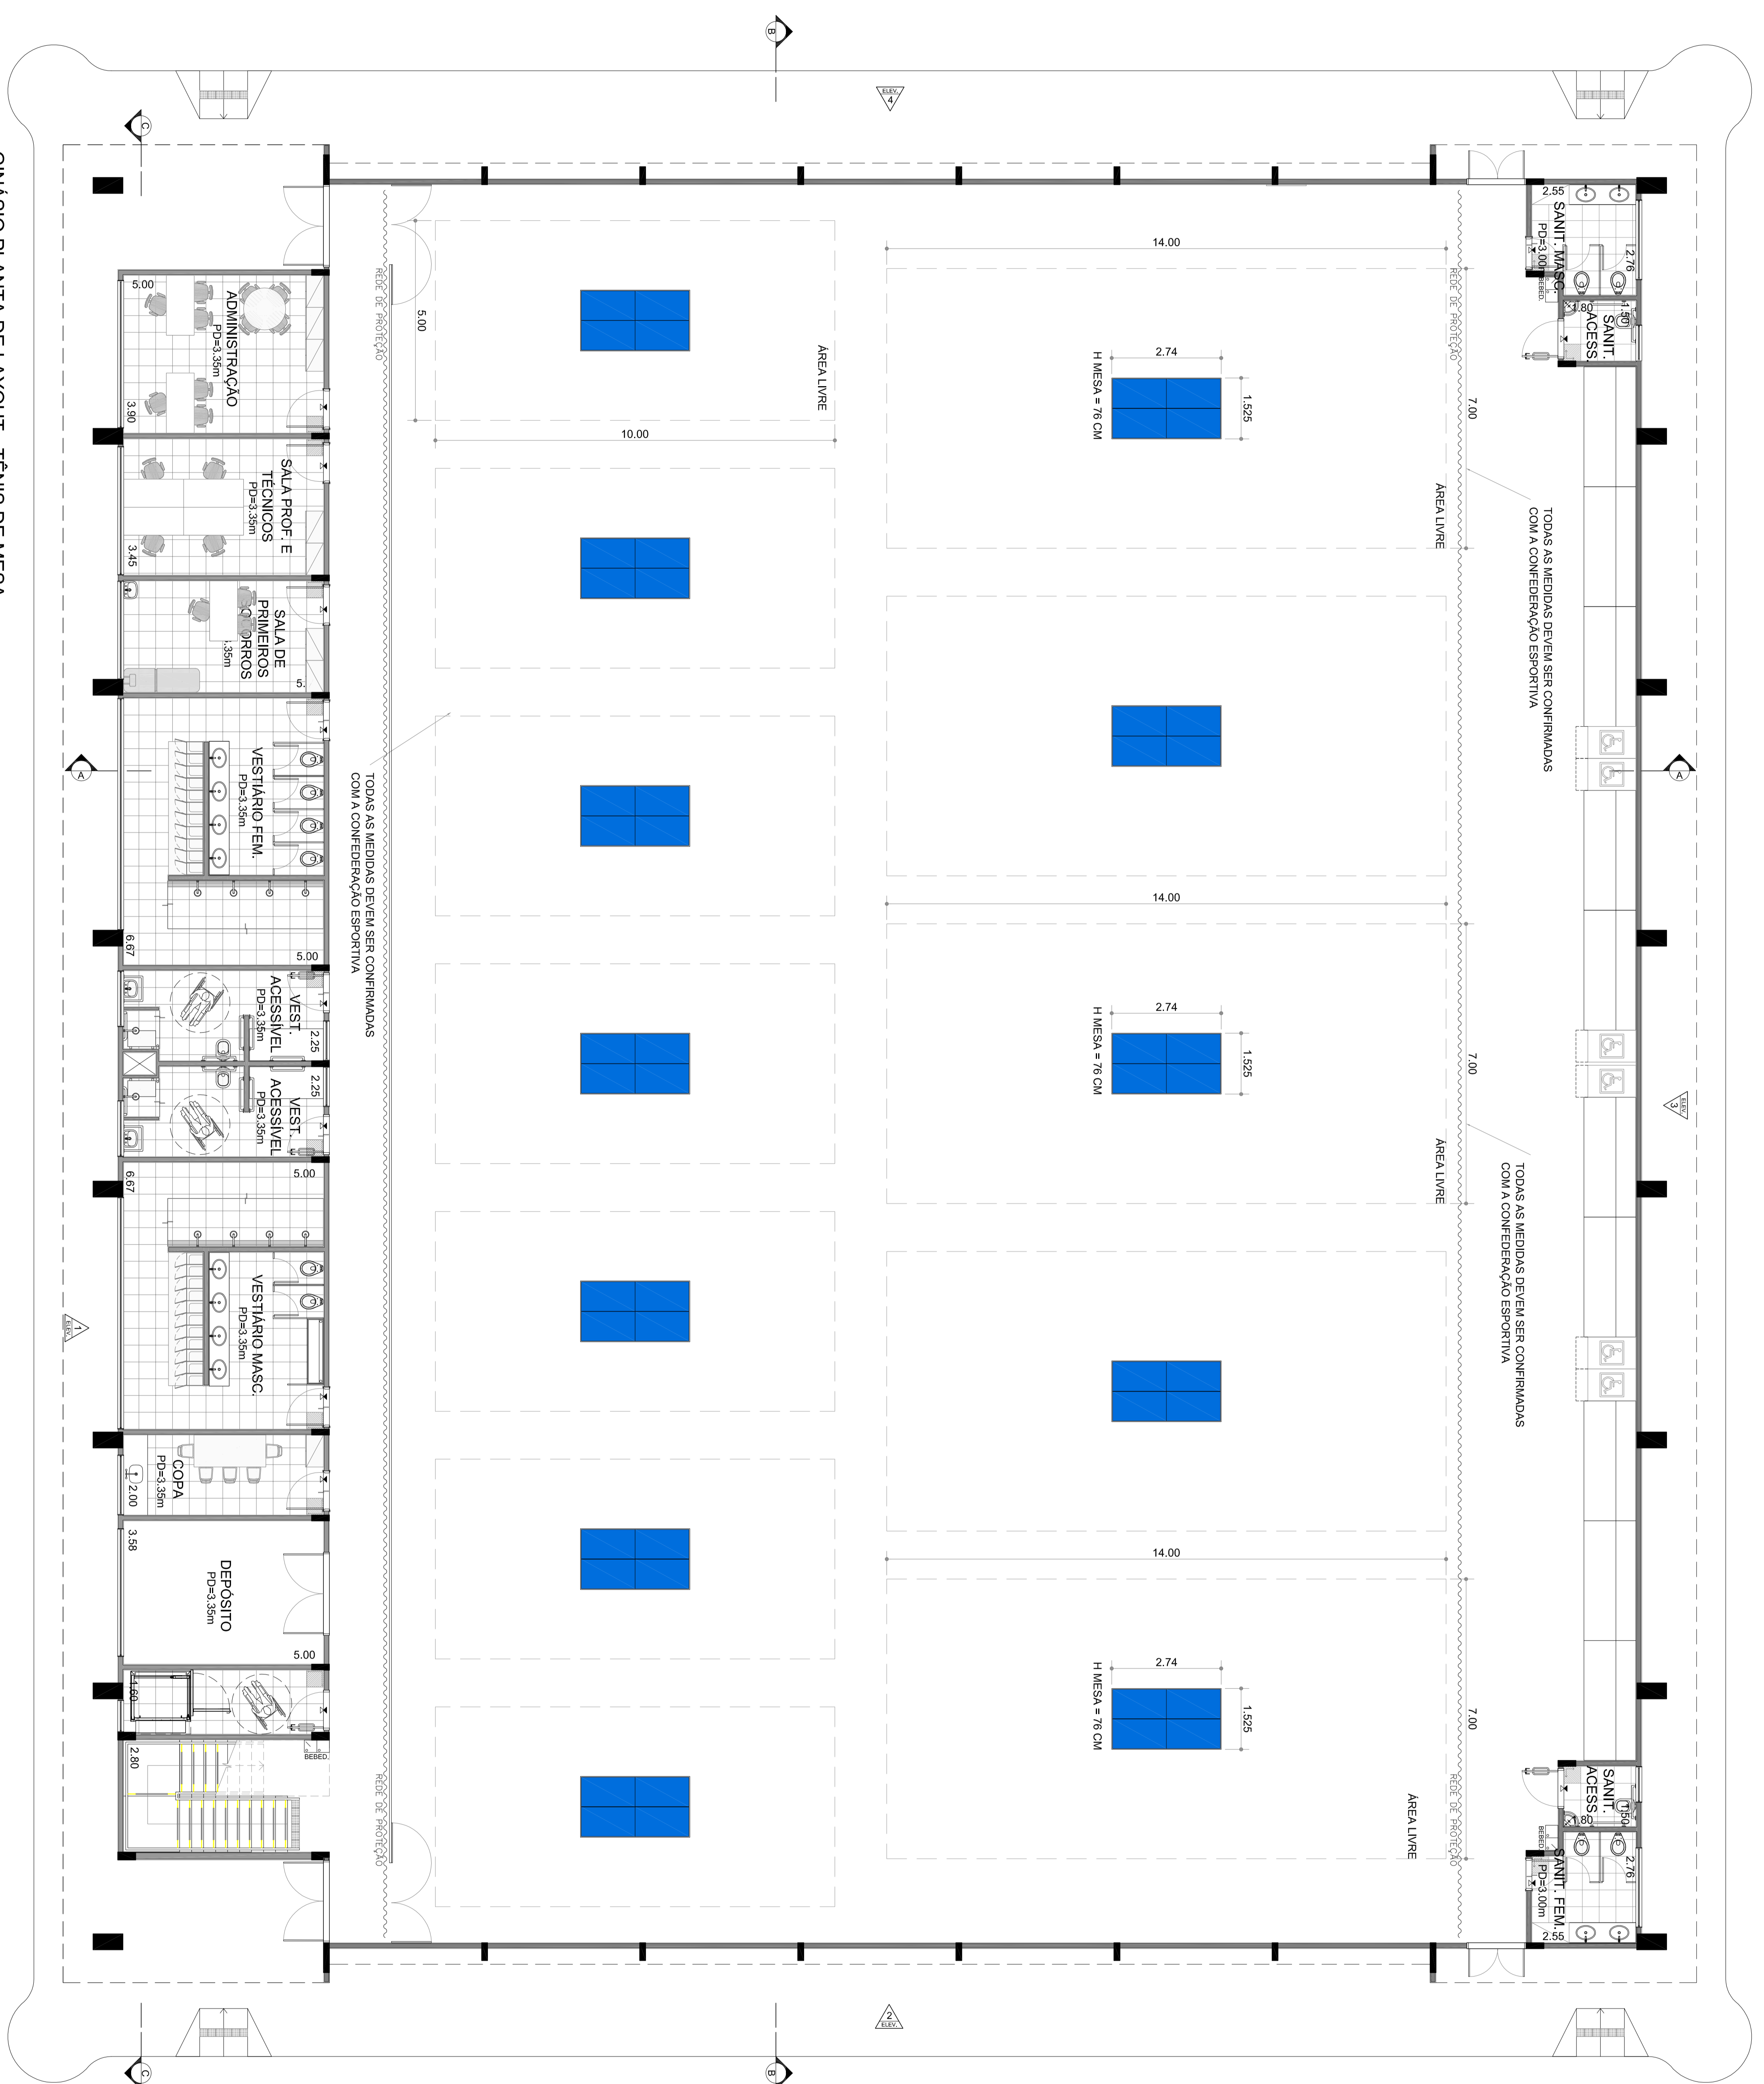 GINÁSIO PLANTA DE LAYOUT - TÊNIS DE MESA
B
ELEV.
4
C
2.55
SANIT. MASC.
PD=3.00m
2.76
BEBED.
1.80
1.50
SANIT.
ACESS.
14.00
REDE DE PROTEÇÃO
REDE DE PROTEÇÃO
5.00
ADMINISTRAÇÃO
PD=3.35m
3.90
5.00
ÁREA LIVRE
10.00
2.74
1.525
H MESA = 76 CM
7.00
ÁREA LIVRE
SALA PROF. E
TÉCNICOS
PD=3.35m
3.45
TODAS AS MEDIDAS DEVEM SER CONFIRMADAS
COM A CONFEDERAÇÃO ESPORTIVA
SALA DE
PRIMEIROS
5.
VESTIÁRIO FEM.
PD=3.35m
6.67
5.00
A
A
TODAS AS MEDIDAS DEVEM SER CONFIRMADAS
COM A CONFEDERAÇÃO ESPORTIVA
14.00
VEST.
ACESSÍVEL
PD=3.35m
2.25
2.74
1.525
H MESA = 76 CM
7.00
ÁREA LIVRE
ELEV.
3
2.25
VEST.
ACESSÍVEL
PD=3.35m
TODAS AS MEDIDAS DEVEM SER CONFIRMADAS
COM A CONFEDERAÇÃO ESPORTIVA
5.00
6.67
VESTIÁRIO MASC.
PD=3.35m
1
ELEV.
COPA
PD=3.35m
2.00
3.58
DEPÓSITO
PD=3.35m
5.00
14.00
2.74
1.525
H MESA = 76 CM
7.00
ÁREA LIVRE
1.60
BEBED.
2.80
REDE DE PROTEÇÃO
REDE DE PROTEÇÃO
SANIT.
ACESS.
1.50
1.80
BEBED.
SANIT. FEM.
PD=3.00m
2.76
2.55
2
ELEV.
C
B